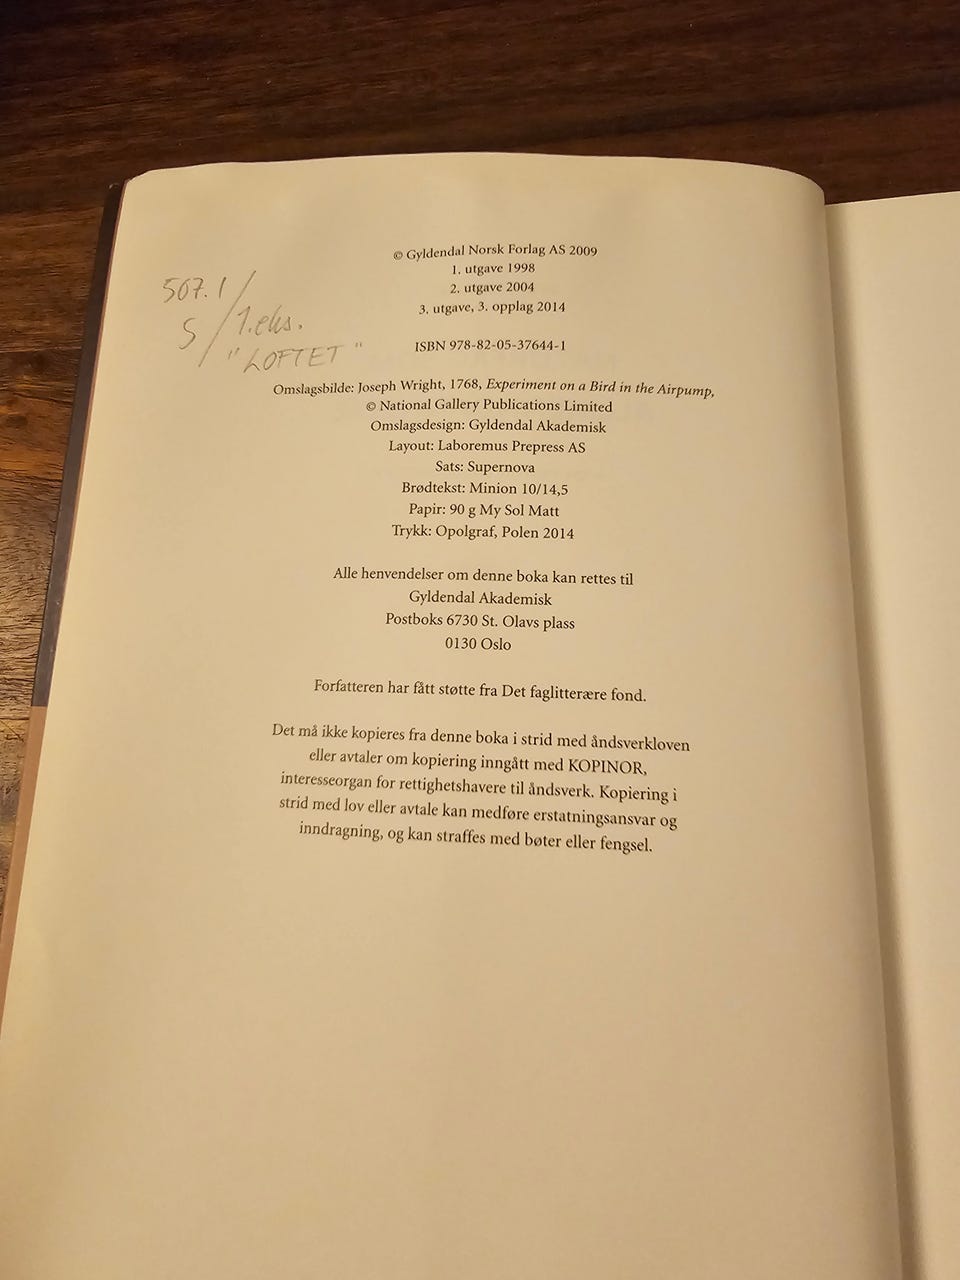 © Gyldendal Norsk Forlag AS 2009
1. utgave 1998
2. utgave 2004
3. utgave, 3. opplag 2014
507.1/
S / 1.eks.
"LOFTET"
ISBN 978-82-05-37644-1
Omslagsbilde: Joseph Wright, 1768, Experiment on a Bird in the Airpump,
© National Gallery Publications Limited
Omslagsdesign: Gyldendal Akademisk
Layout: Laboremus Prepress AS
Sats: Supernova
Brødtekst: Minion 10/14,5
Papir: 90 g My Sol Matt
Trykk: Opolgraf, Polen 2014
Alle henvendelser om denne boka kan rettes til
Gyldendal Akademisk
Postboks 6730 St. Olavs plass
0130 Oslo
Forfatteren har fått støtte fra Det faglitterære fond.
Det må ikke kopieres fra denne boka i strid med åndsverkloven
eller avtaler om kopiering inngått med KOPINOR,
interesseorgan for rettighetshavere til åndsverk. Kopiering i
strid med lov eller avtale kan medføre erstatningsansvar og
inndragning, og kan straffes med bøter eller fengsel.